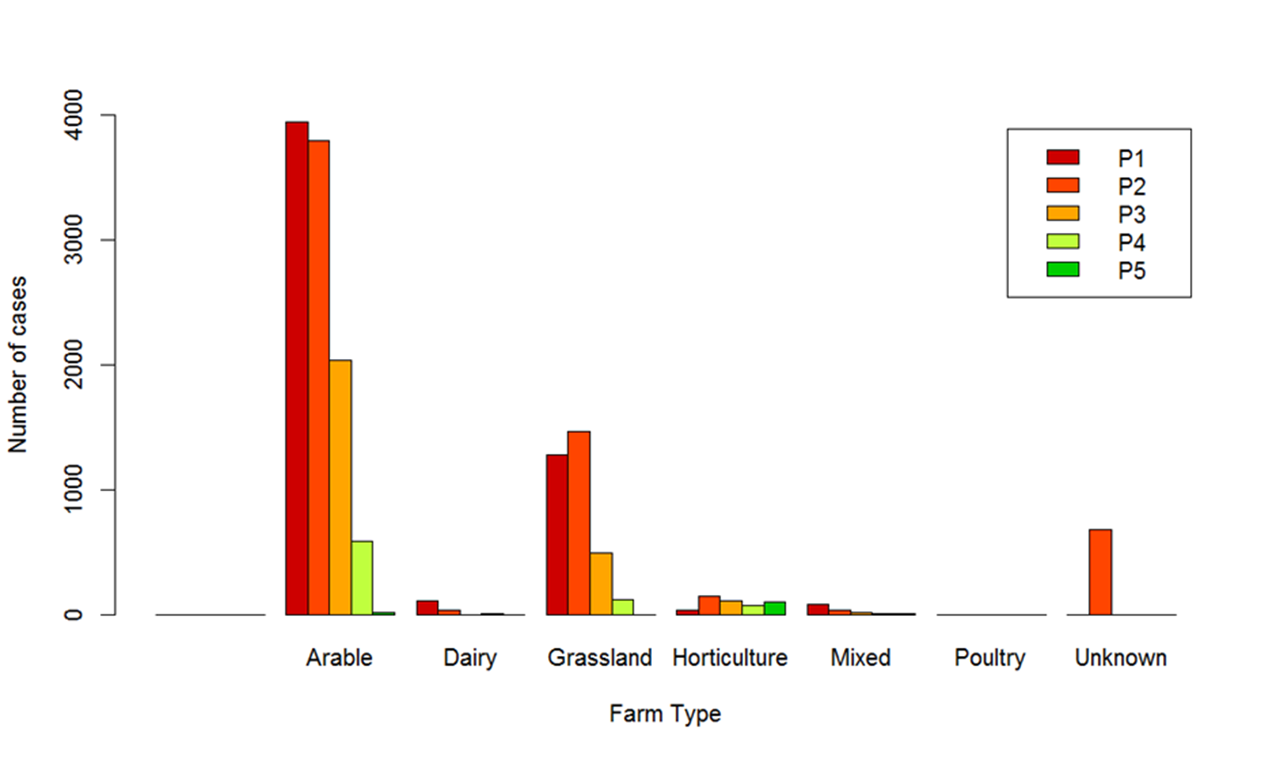 4000
3000
2000
1000
0
Number of cases
P1
P2
P3
P4
P5
Arable
Dairy
Grassland
Horticulture
Mixed
Poultry
Unknown
Farm Type